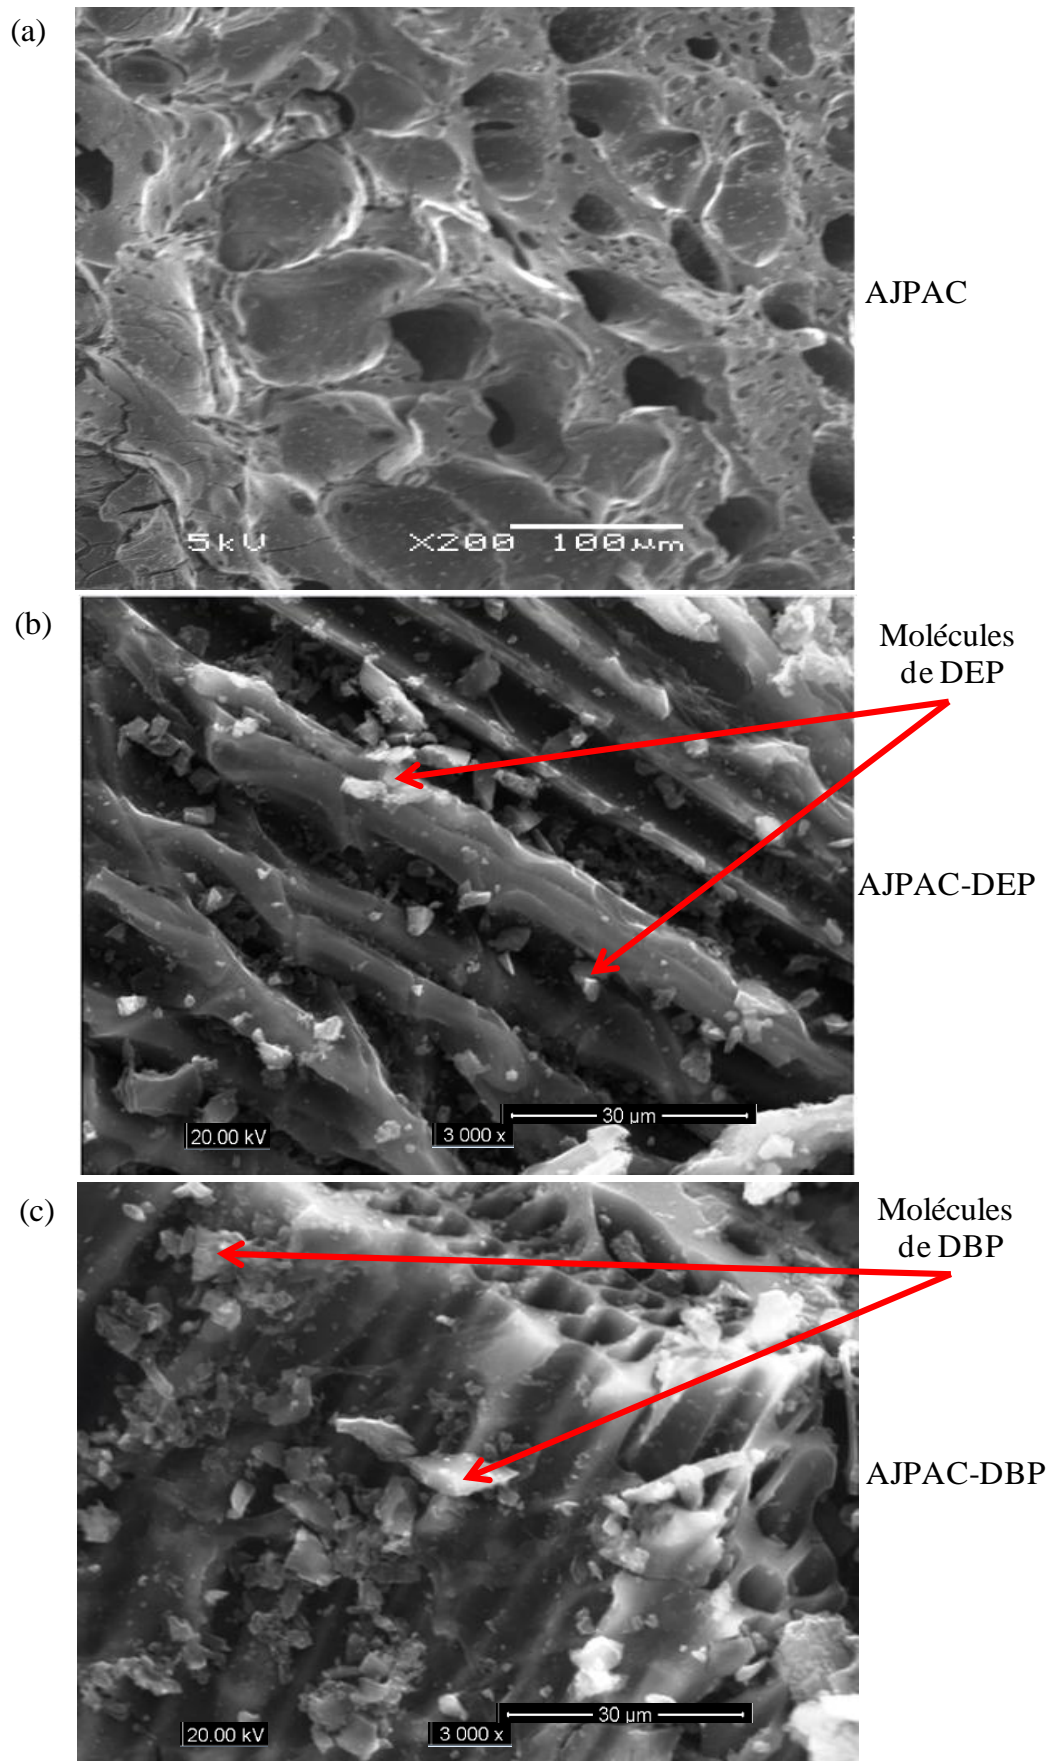 (a)
AJPAC
5kV X200 100µm
(b)
Molécules
de DEP
AJPAC-DEP
30 µm
20.00 kV
3 000 x
(c)
Molécules
de DBP
AJPAC-DBP
30 µm
20.00 kV
3 000 x